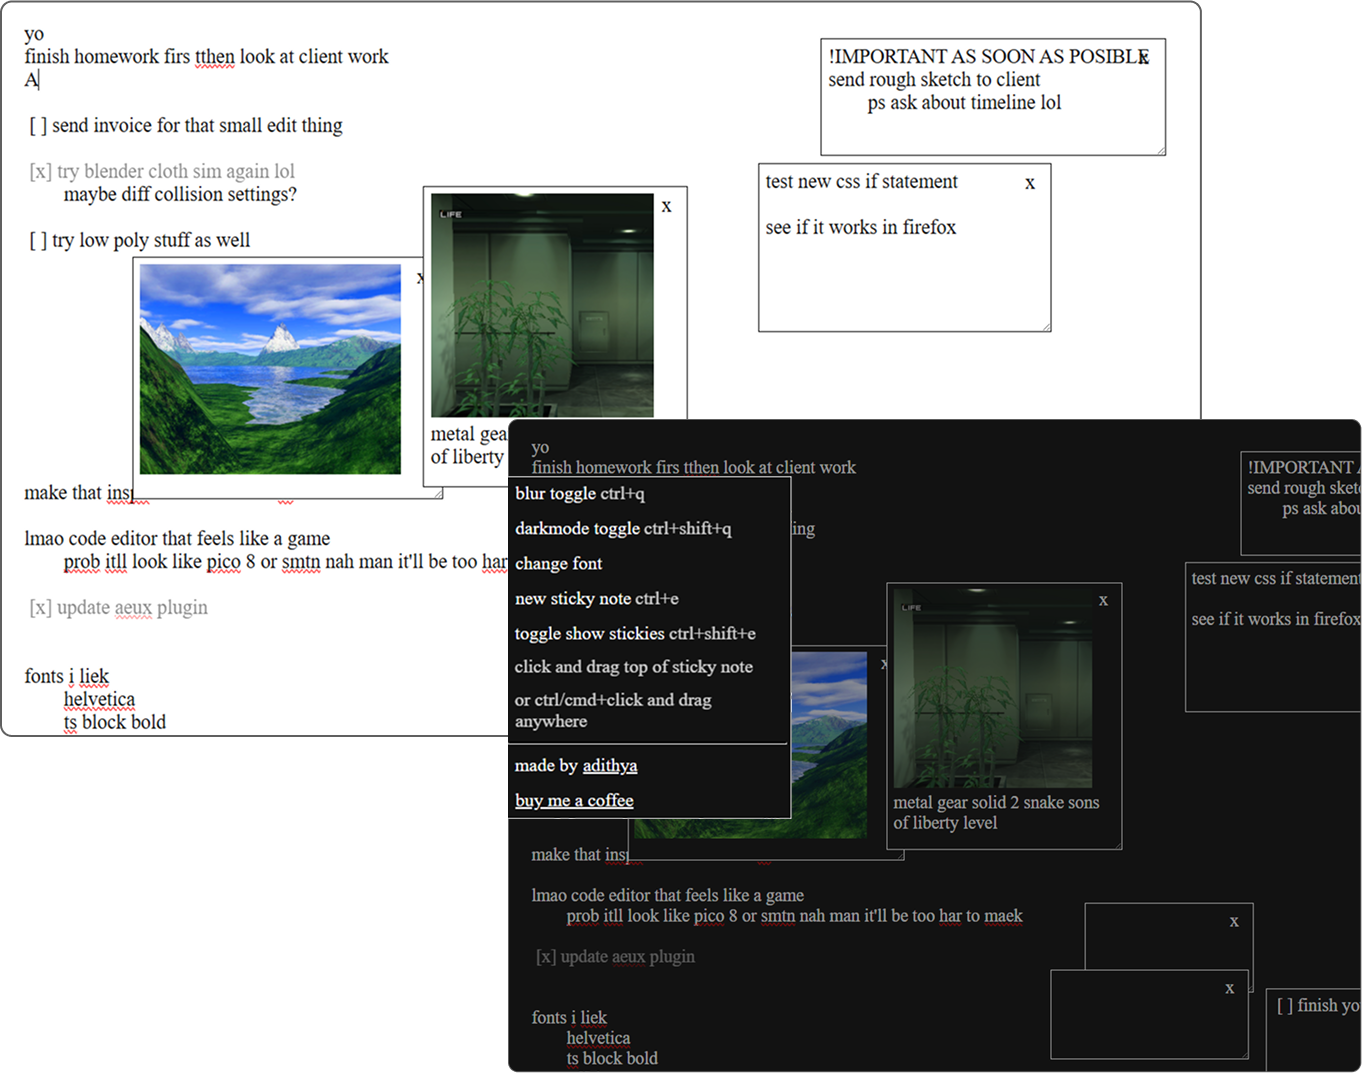 yo
finish homework firs tthen look at client work
A
[ ] send invoice for that small edit thing
[x] try blender cloth sim again lol
maybe diff collision settings?
[ ] try low poly stuff as well
x
LIFE
x
metal gea
of liberty
!IMPORTANT AS SOON AS POSIBLE
x
send rough sketch to client
ps ask about timeline lol
test new css if statement
x
see if it works in firefox
make that insp
lmao code editor that feels like a game
prob itll look like pico 8 or smtn nah man it'll be too har
[x] update aeux plugin
fonts i liek
helvetica
ts block bold
yo
finish homework firs tthen look at client work
ing
blur toggle ctrl+q
darkmode toggle ctrl+shift+q
change font
new sticky note ctrl+e
toggle show stickies ctrl+shift+e
click and drag top of sticky note
or ctrl/cmd+click and drag
anywhere
made by adithya
buy me a coffee
x
LIFE
x
metal gear solid 2 snake sons
of liberty level
!IMPORTANT
send rough sket
ps ask abou
test new css if statement
see if it works in firefox
make that insp
lmao code editor that feels like a game
prob itll look like pico 8 or smtn nah man it'll be too har to maek
[x] update aeux plugin
fonts i liek
helvetica
ts block bold
x
x
[ ] finish yo